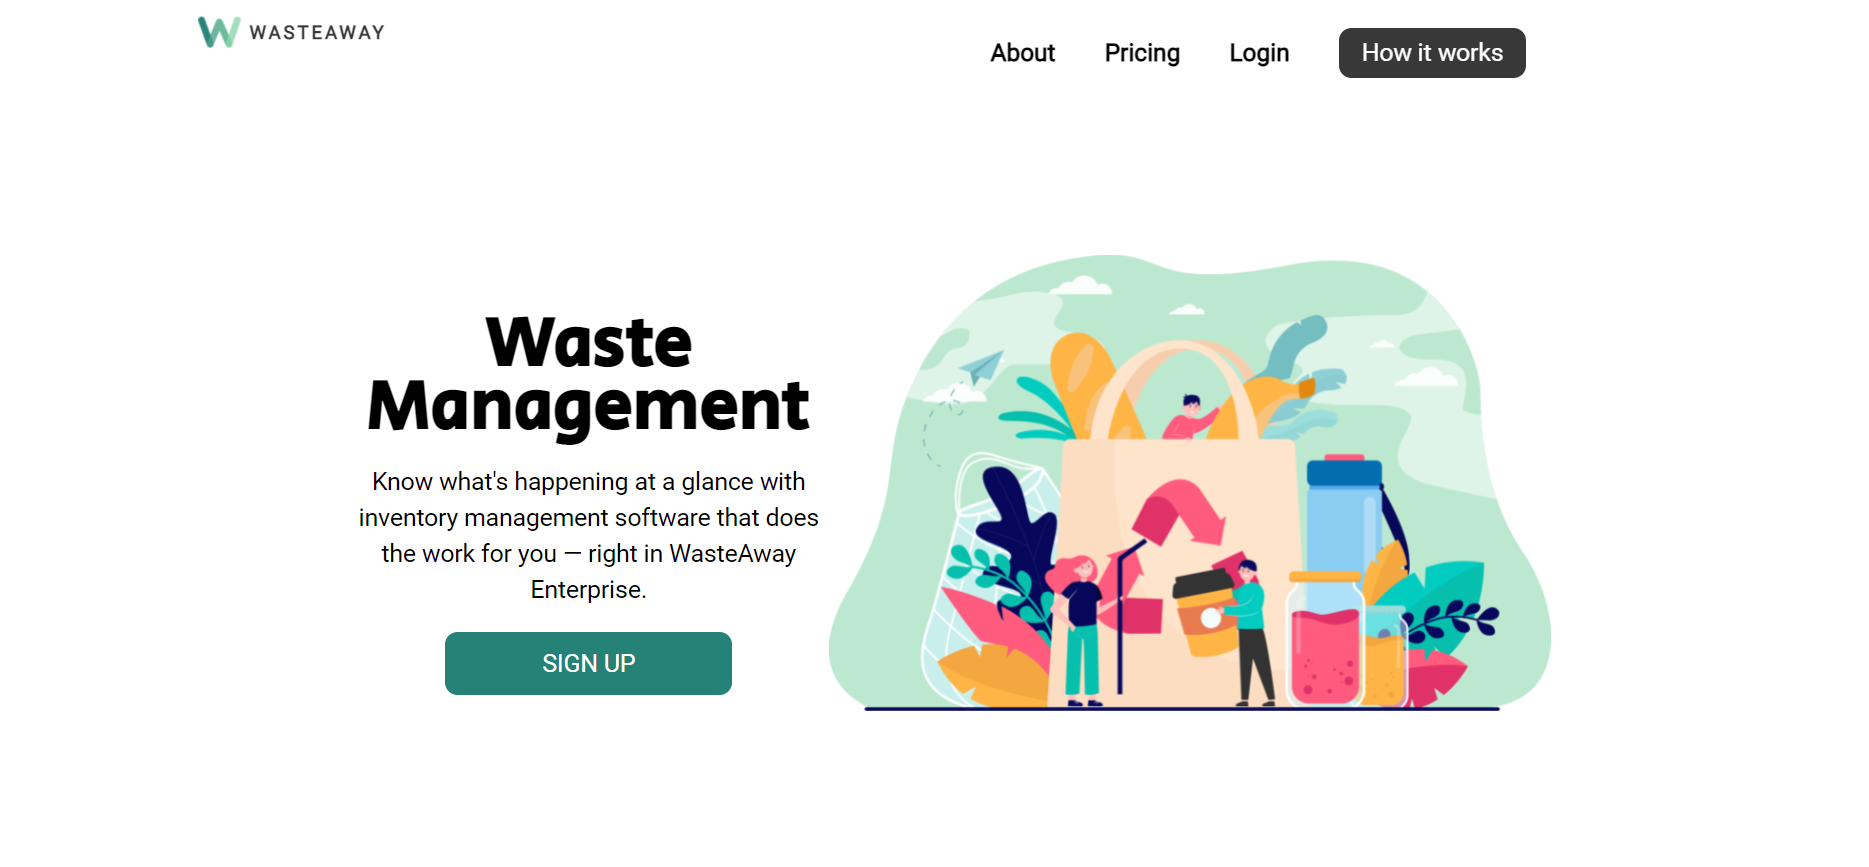 WASTEAWAY
About Pricing Login How it works
Waste
Management
Know what's happening at a glance with
inventory management software that does
the work for you — right in WasteAway
Enterprise.
SIGN UP